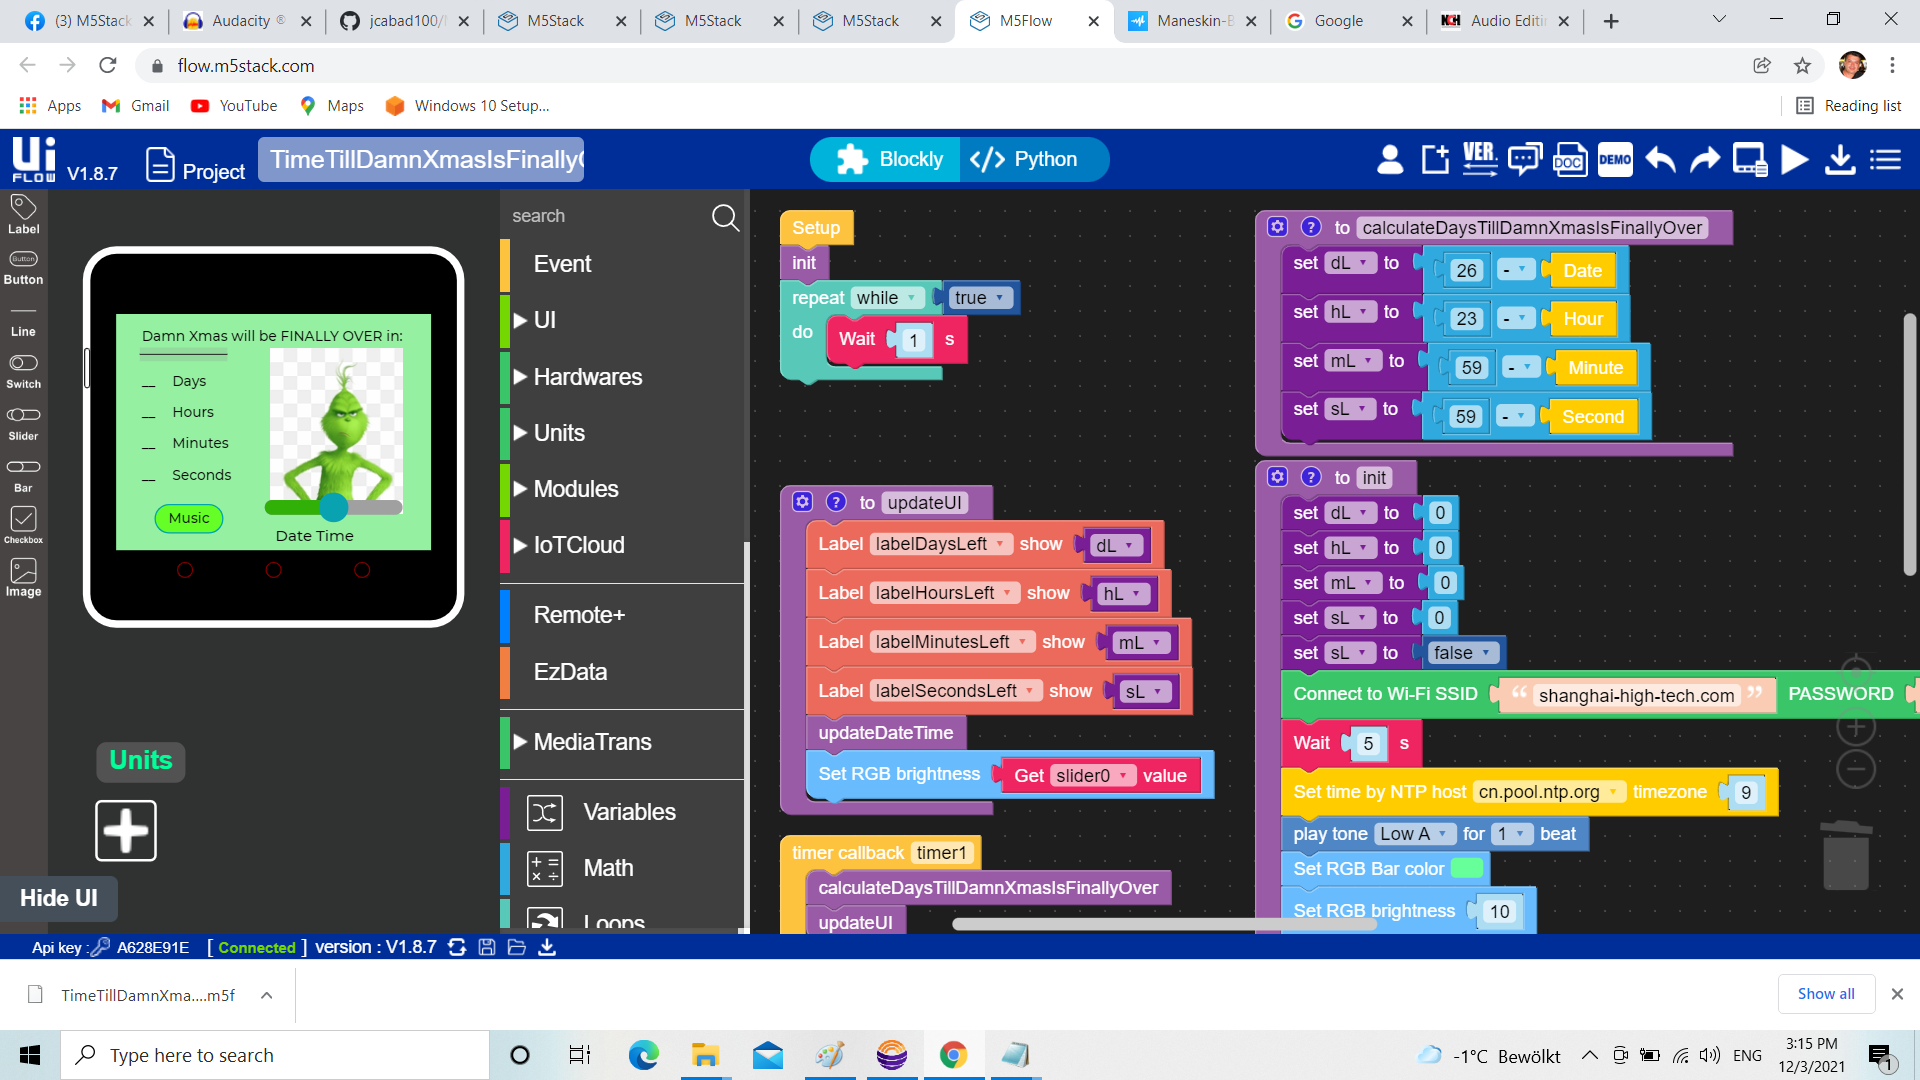 (3) M5Stack
Audacity ®
jcabad100/
M5Stack
M5Stack
M5Stack
M5Flow
Maneskin-B
Google
NCH
Audio Editi
flow.m5stack.com
Apps
Gmail
YouTube
Maps
Windows 10 Setup...
Reading list
Ui FLOW
V1.8.7
Project
TimeTillDamnXmasIsFinally
Blockly
</> Python
VER.
DOC
DEMO
Label
Button
Button
Line
Switch
Slider
Bar
Checkbox
Image
Damn Xmas will be FINALLY OVER in:
__ Days
__ Hours
__ Minutes
__ Seconds
Music
Date Time
Units
Hide UI
search
Event
UI
Hardwares
Units
Modules
IoTCloud
Remote+
EzData
MediaTrans
Variables
Math
Loops
Setup
init
repeat while true
do Wait 1 s
to updateUI
Label labelDaysLeft show dL
Label labelHoursLeft show hL
Label labelMinutesLeft show mL
Label labelSecondsLeft show sL
updateDateTime
Set RGB brightness Get slider0 value
timer callback timer1
calculateDaysTillDamnXmasIsFinallyOver
updateUI
to calculateDaysTillDamnXmasIsFinallyOver
set dL to 26 - Date
set hL to 23 - Hour
set mL to 59 - Minute
set sL to 59 - Second
to init
set dL to 0
set hL to 0
set mL to 0
set sL to 0
set sL to false
Connect to Wi-Fi SSID “ shanghai-high-tech.com ” PASSWORD
Wait 5 s
Set time by NTP host cn.pool.ntp.org timezone 9
play tone Low A for 1 beat
Set RGB Bar color
Set RGB brightness 10
Api key : A628E91E [ Connected ] version : V1.8.7
TimeTillDamnXma....m5f
Show all
Type here to search
-1°C Bewölkt
ENG
3:15 PM
12/3/2021
1